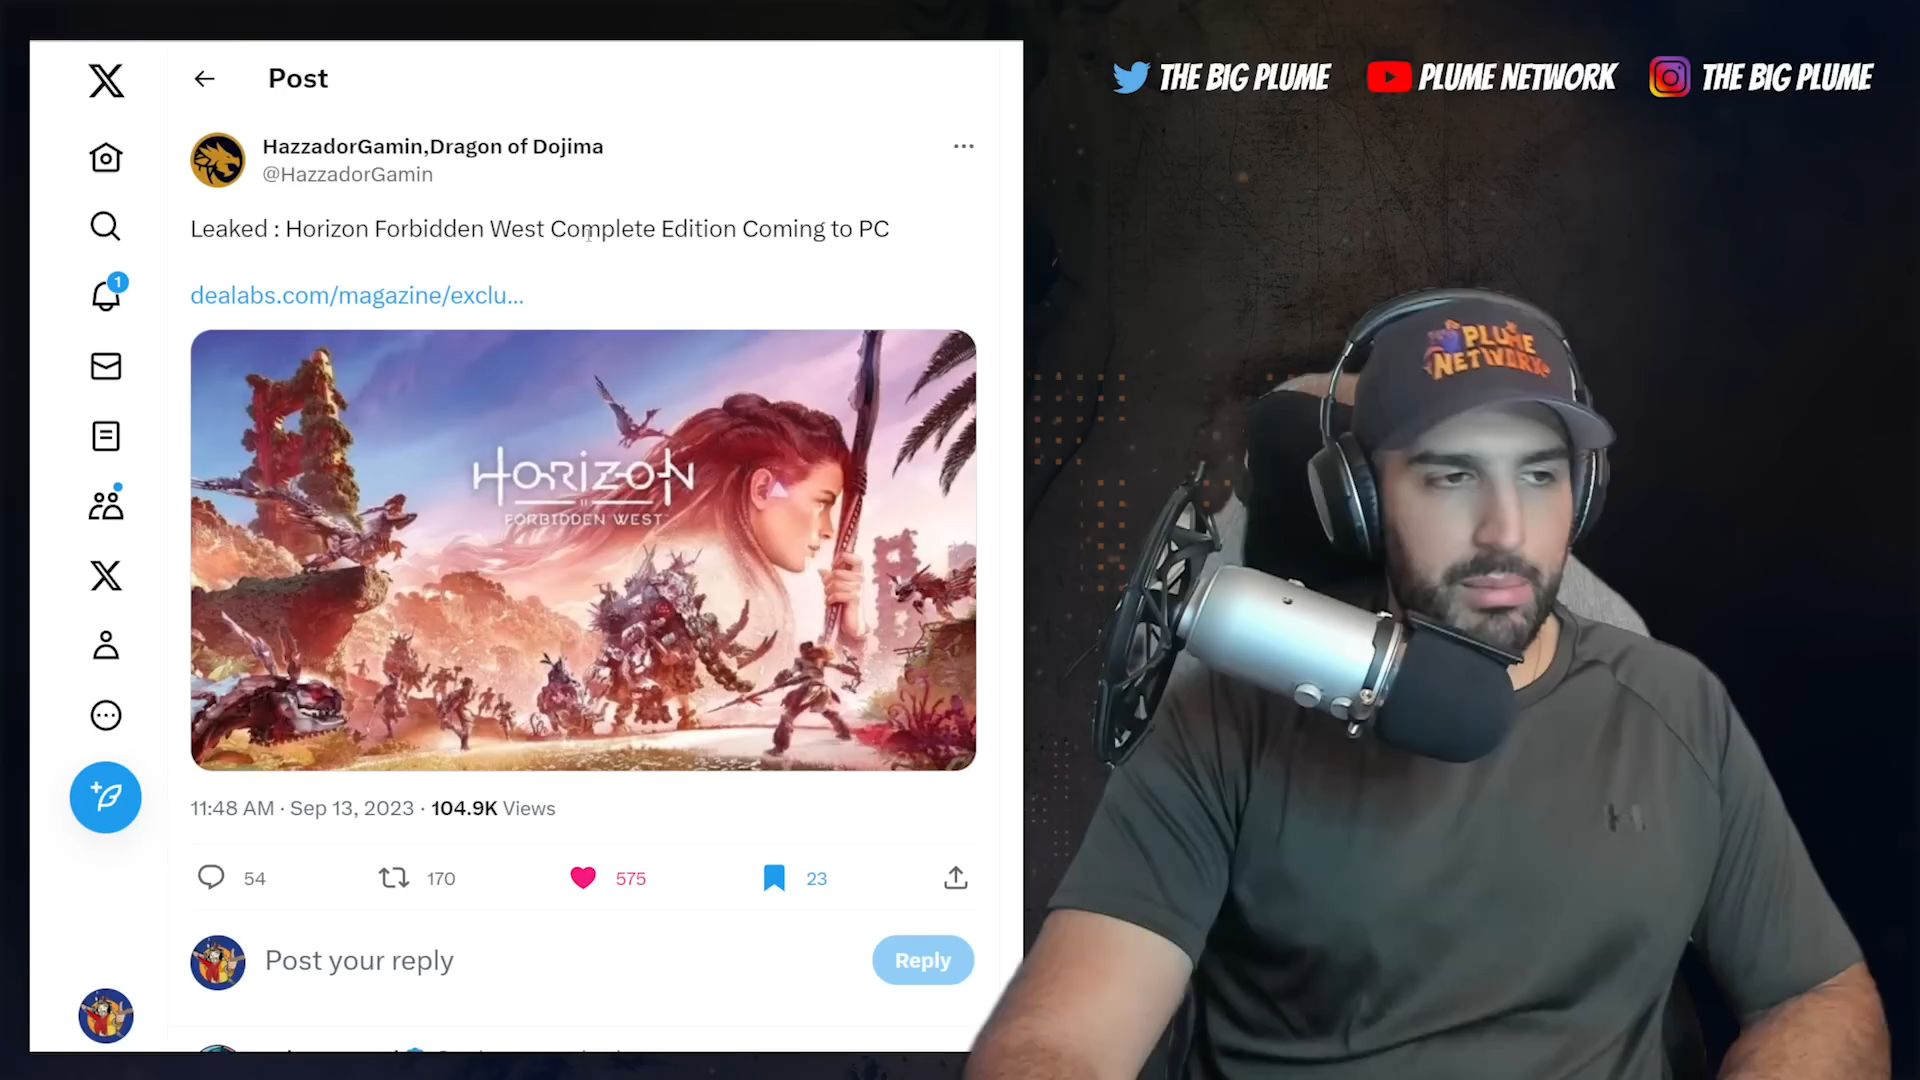 THE BIG PLUME
PLUME NETWORK
THE BIG PLUME
Post
HazzadorGamin,Dragon of Dojima
@HazzadorGamin
Leaked : Horizon Forbidden West Complete Edition Coming to PC
1
dealabs.com/magazine/exclu...
HORIZON
FORBIDDEN WEST
PLUME
NETWORK
11:48 AM · Sep 13, 2023 · 104.9K Views
54
170
575
23
Post your reply
Reply